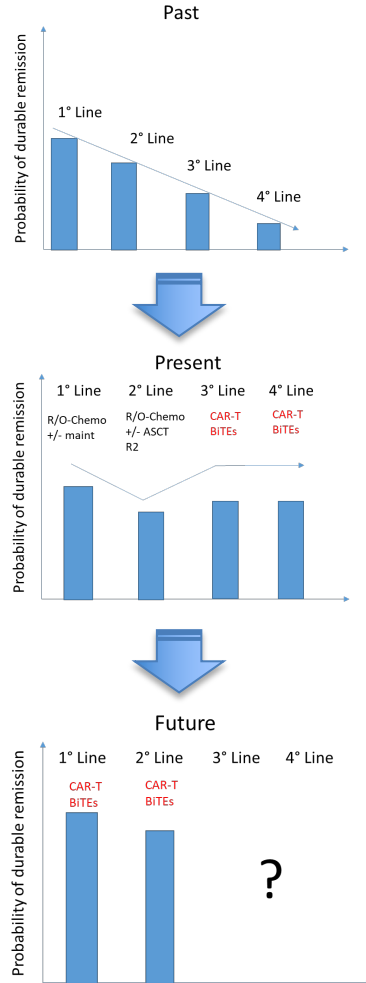 Past
Probability of durable remission
1° Line
2° Line
3° Line
4° Line
Present
Probability of durable remission
1° Line 2° Line 3° Line 4° Line
R/O-Chemo
+/- maint
R/O-Chemo
+/- ASCT
R2
CAR-T
BiTEs
CAR-T
BiTEs
Future
Probability of durable remission
1° Line 2° Line 3° Line 4° Line
CAR-T
BiTEs
CAR-T
BiTEs
?